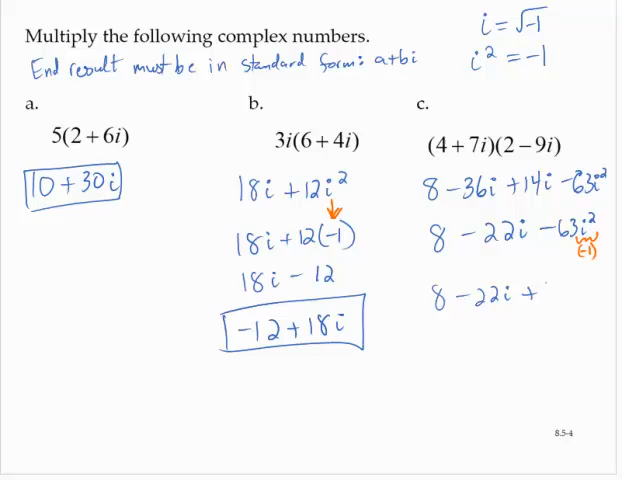 Multiply the following complex numbers.
i = √-1
End result must be in standard form: a+bi
i² = -1
a.
5(2 + 6i)
10 + 30i
b.
3i(6 + 4i)
18i + 12i²
18i + 12(-1)
18i - 12
-12 + 18i
c.
(4 + 7i)(2 - 9i)
8 - 36i + 14i - 63i²
8 - 22i - 63i²
(-1)
8 - 22i +
8.5-4